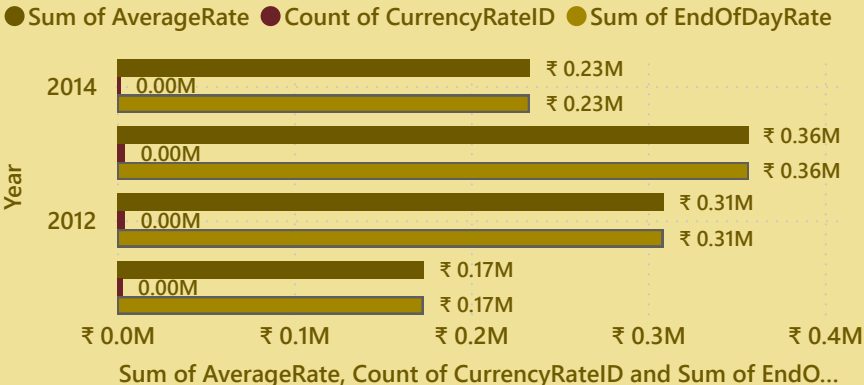 Sum of AverageRate Count of CurrencyRateID Sum of EndOfDayRate
₹ 0.23M
2014
0.00M
₹ 0.23M
₹ 0.36M
0.00M
₹ 0.36M
Year
₹ 0.31M
2012
0.00M
₹ 0.31M
₹ 0.17M
0.00M
₹ 0.17M
₹ 0.0M ₹ 0.1M ₹ 0.2M ₹ 0.3M ₹ 0.4M
Sum of AverageRate, Count of CurrencyRateID and Sum of EndO...